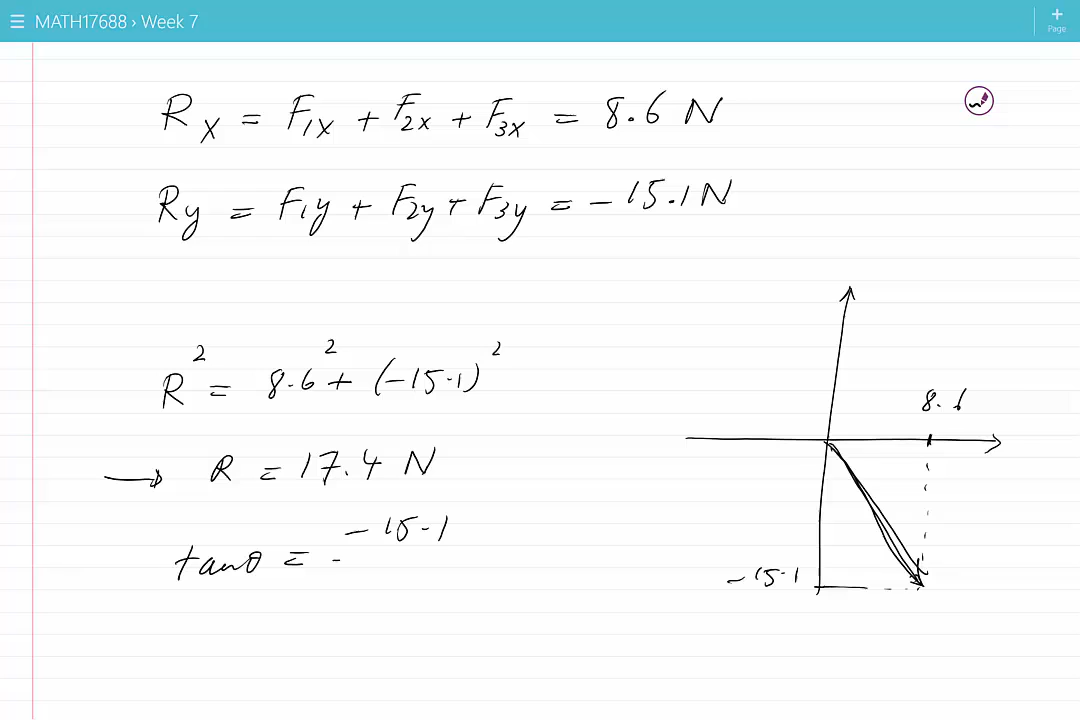 ☰ MATH17688 › Week 7
+ Page
Rx = F1x + F2x + F3x = 8.6 N
Ry = F1y + F2y + F3y = -15.1 N
R² = 8.6² + (-15.1)²
8.6
→ R = 17.4 N
-15.1
tanθ = -
-15.1